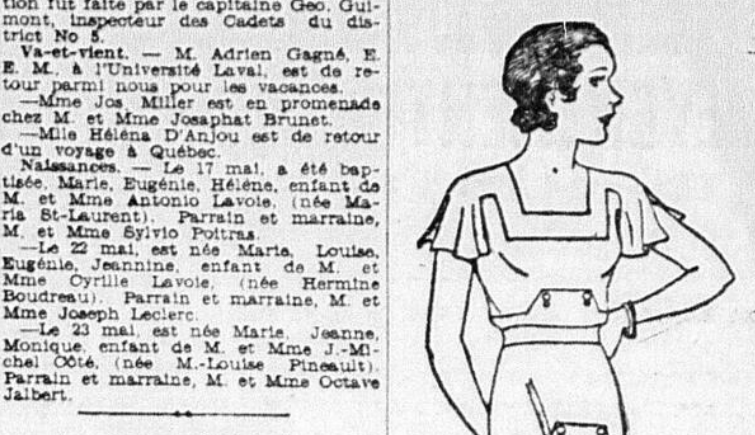 tion fut faite par le capitaine Geo. Gui-
mont, inspecteur des Cadets du dis-
trict No 5.
Va-et-vient. — M. Adrien Gagné, E.
E. M., à l'Université Laval, est de re-
tour parmi nous pour les vacances.
—Mme Jos. Miller est en promenade
chez M. et Mme Josaphat Brunet.
—Mlle Héléna D'Anjou est de retour
d'un voyage à Québec.
Naissances. — Le 17 mai, a été bap-
tisée, Marie, Eugénie, Hélène, enfant de
M. et Mme Antonio Lavoie, (née Ma-
ria St-Laurent). Parrain et marraine,
M. et Mme Sylvio Poitras.
—Le 22 mai, est née Marie, Louise,
Eugénie, Jeannine, enfant de M. et
Mme Cyrille Lavoie, (née Hermine
Boudreau). Parrain et marraine, M. et
Mme Joseph Leclerc.
—Le 23 mai, est née Marie, Jeanne,
Monique, enfant de M. et Mme J.-Mi-
chel Côté, (née M.-Louise Pineault).
Parrain et marraine, M. et Mme Octave
Jalbert.